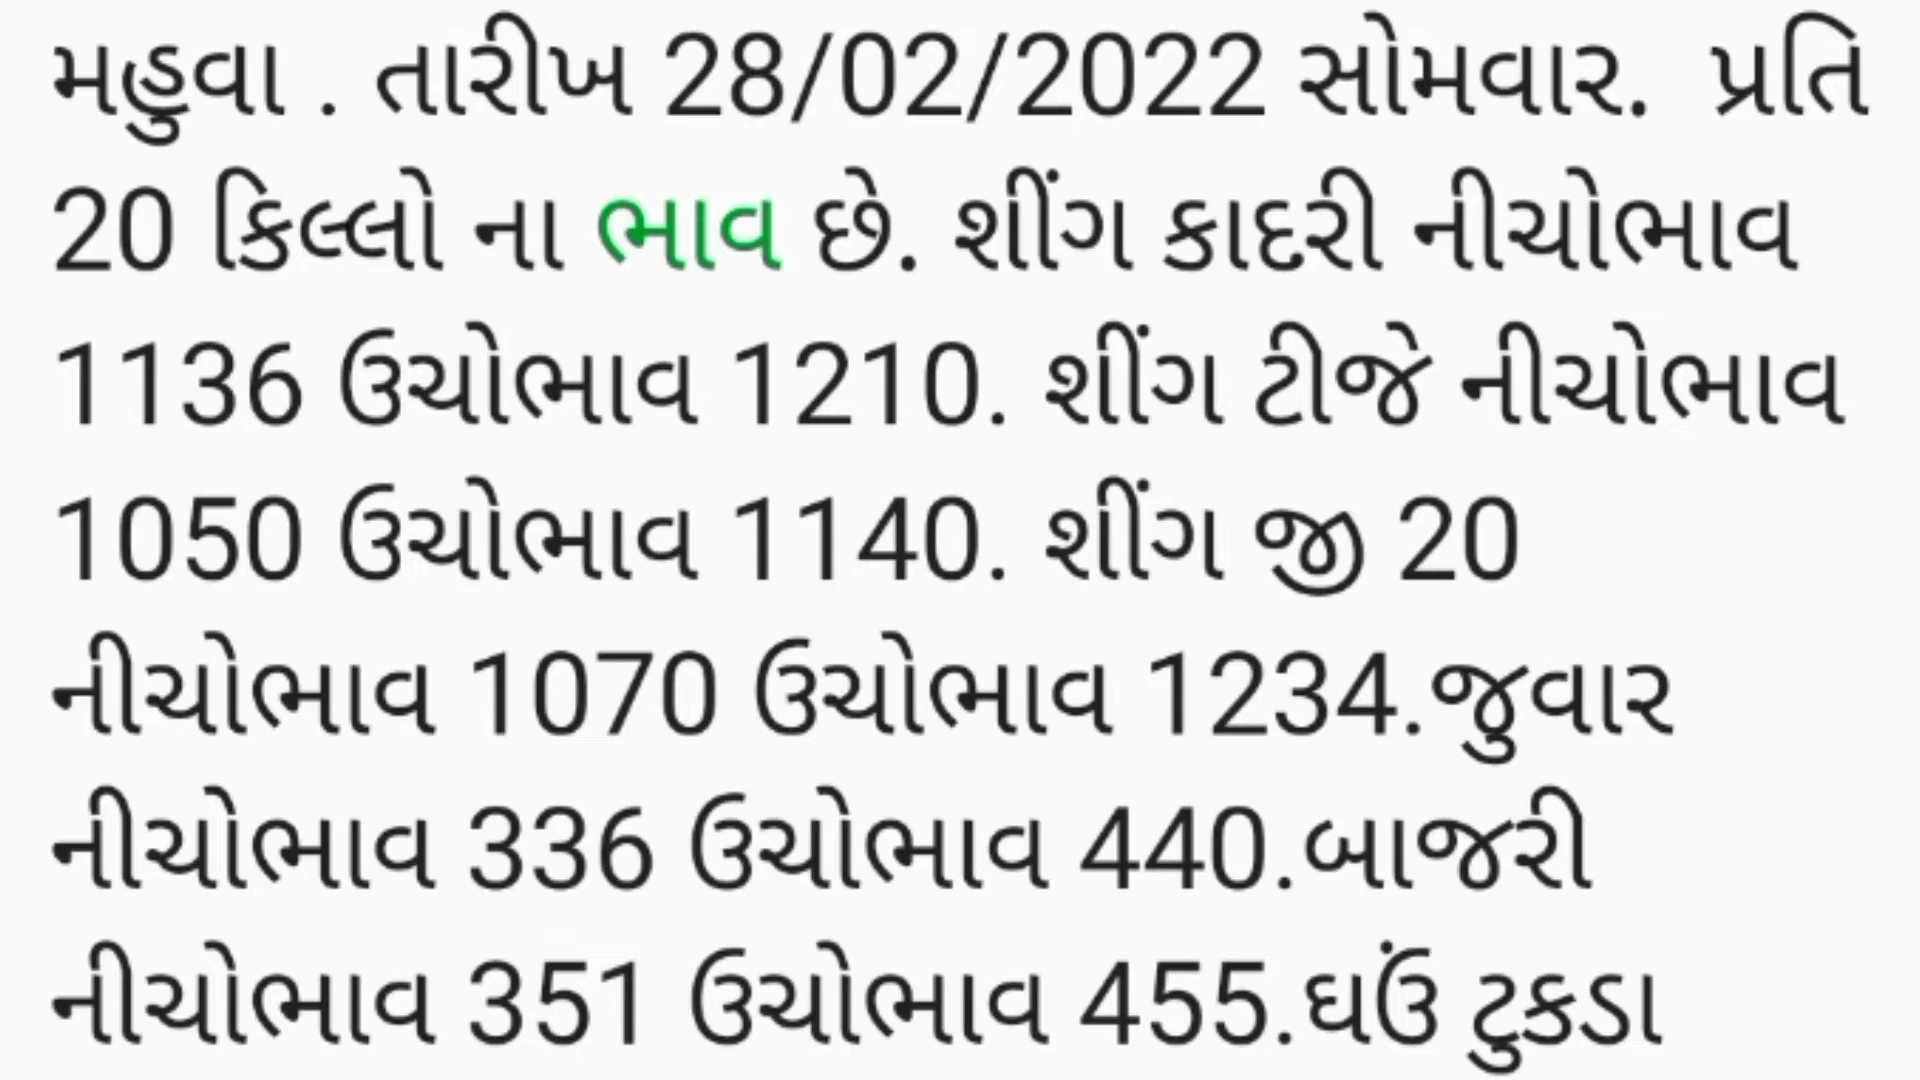 મહુવા . તારીખ 28/02/2022 સોમવાર. પ્રતિ
20 કિલ્લો ના ભાવ છે. શીંગ કાદરી નીચોભાવ
1136 ઉચોભાવ 1210. શીંગ ટીજે નીચોભાવ
1050 ઉચોભાવ 1140. શીંગ જી 20
નીચોભાવ 1070 ઉચોભાવ 1234.જુવાર
નીચોભાવ 336 ઉચોભાવ 440.બાજરી
નીચોભાવ 351 ઉચોભાવ 455.ઘઉં ટુકડા